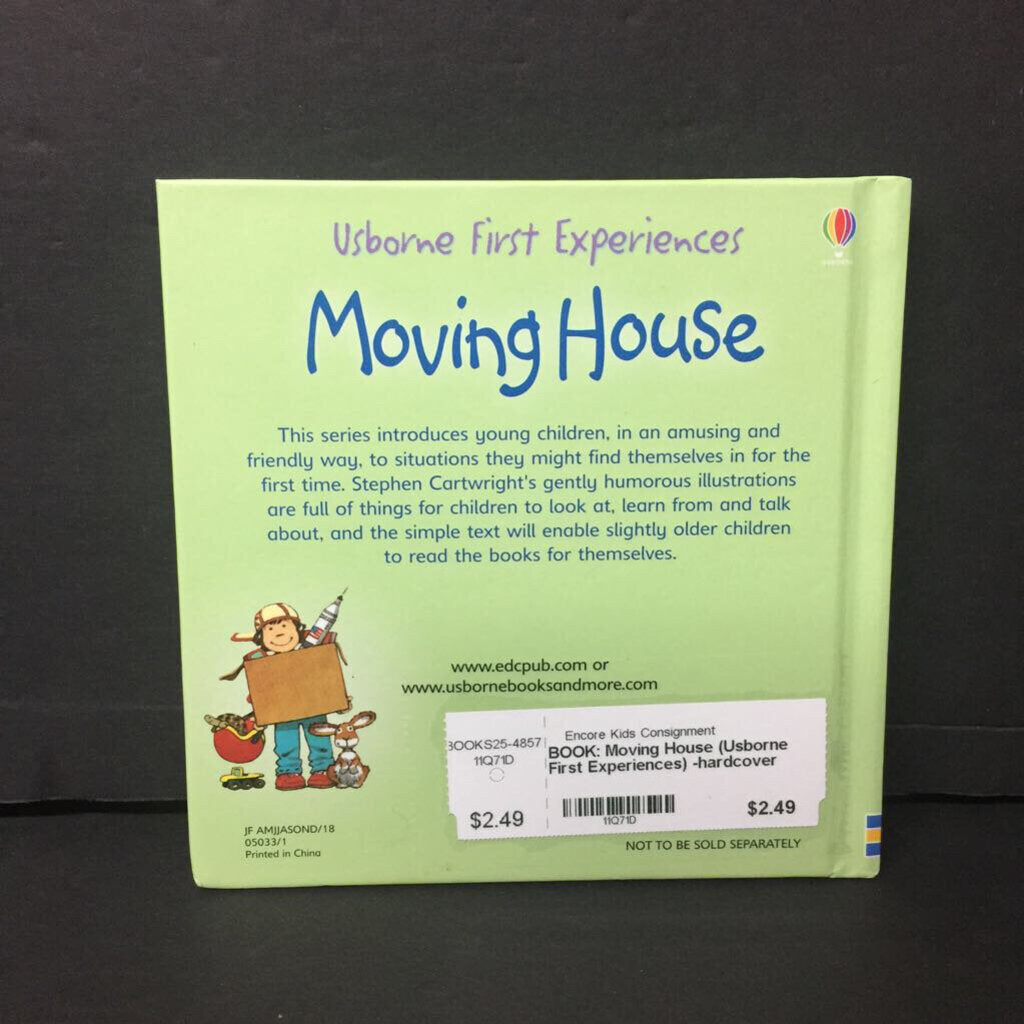 Usborne First Experiences
Moving House
This series introduces young children, in an amusing and
friendly way, to situations they might find themselves in for the
first time. Stephen Cartwright's gently humorous illustrations
are full of things for children to look at, learn from and talk
about, and the simple text will enable slightly older children
to read the books for themselves.
www.edcpub.com or
www.usbornebooksandmore.com
BOOKS25-4857
11Q71D
$2.49
Encore Kids Consignment
BOOK: Moving House (Usborne
First Experiences) -hardcover
11Q71D
$2.49
JF AMJJASOND/18
05033/1
Printed in China
NOT TO BE SOLD SEPARATELY